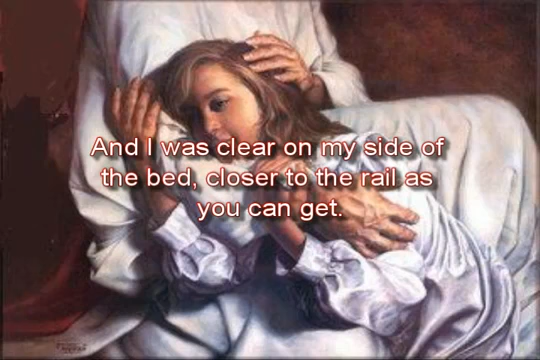 And I was clear on my side of
the bed, closer to the rail as
you can get.